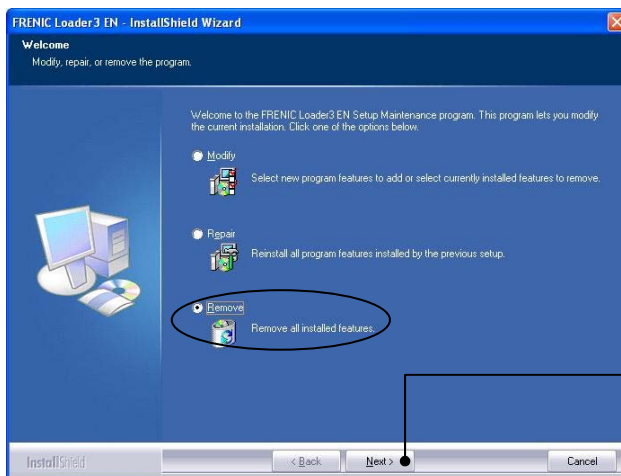 FRENIC Loader3 EN - InstallShield Wizard
Welcome
Modify, repair, or remove the program.
Welcome to the FRENIC Loader3 EN Setup Maintenance program. This program lets you modify
the current installation. Click one of the options below.
Modify
Select new program features to add or select currently installed features to remove.
Repair
Reinstall all program features installed by the previous setup.
Remove
Remove all installed features.
InstallShield
< Back
Next >
Cancel